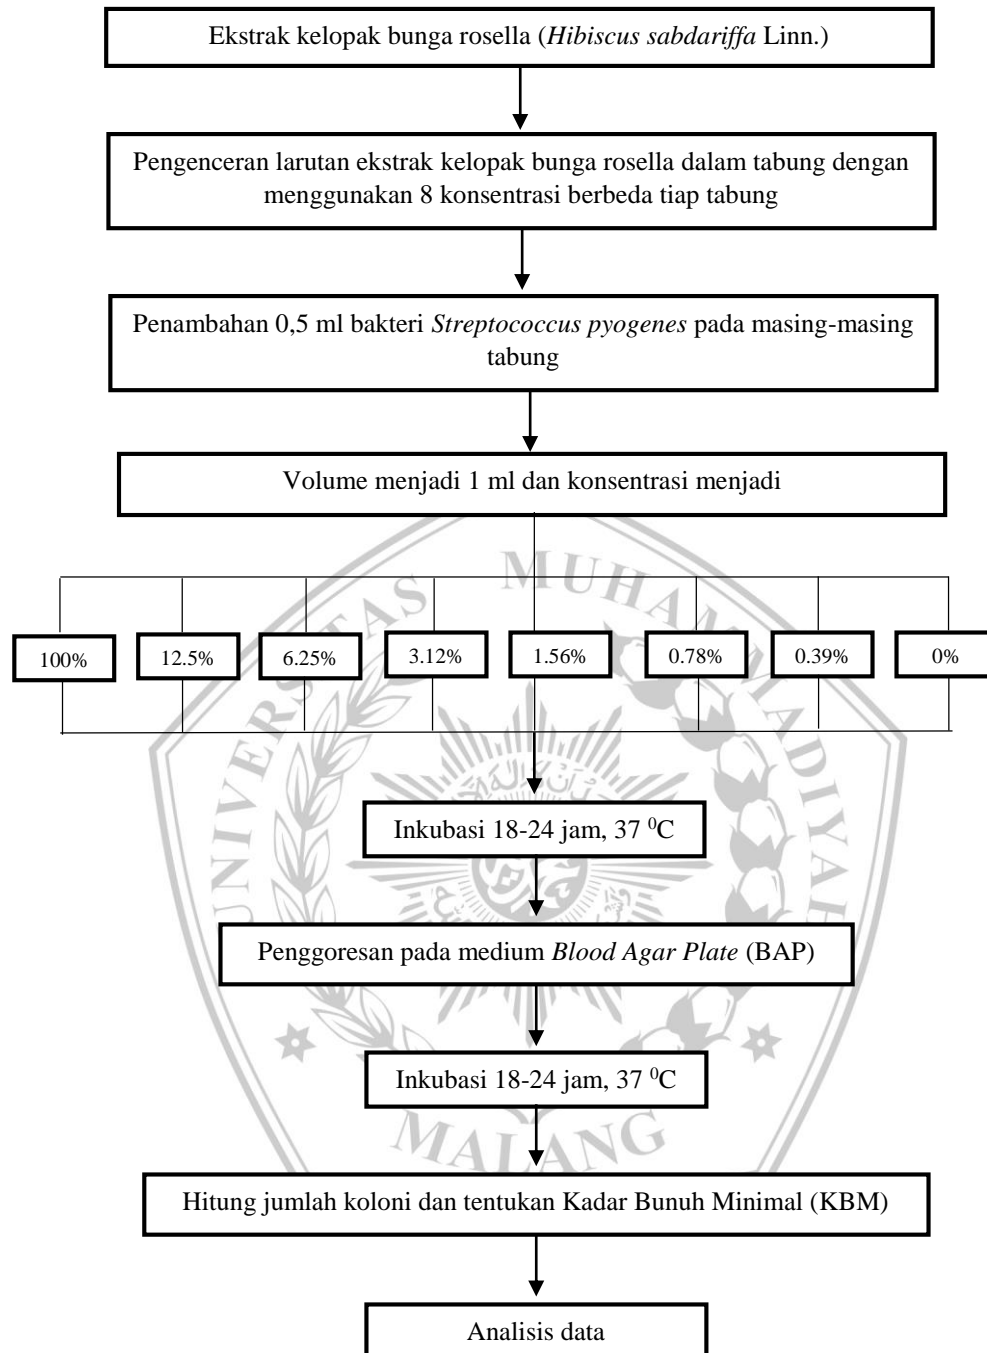 Ekstrak kelopak bunga rosella (Hibiscus sabdariffa Linn.)
Pengenceran larutan ekstrak kelopak bunga rosella dalam tabung dengan
menggunakan 8 konsentrasi berbeda tiap tabung
Penambahan 0,5 ml bakteri Streptococcus pyogenes pada masing-masing
tabung
Volume menjadi 1 ml dan konsentrasi menjadi
UNIVERSITAS MUHAMMADIYAH
100% 12.5% 6.25% 3.12% 1.56% 0.78% 0.39% 0%
Inkubasi 18-24 jam, 37 ⁰C
Penggoresan pada medium Blood Agar Plate (BAP)
Inkubasi 18-24 jam, 37 ⁰C
MALANG
Hitung jumlah koloni dan tentukan Kadar Bunuh Minimal (KBM)
Analisis data